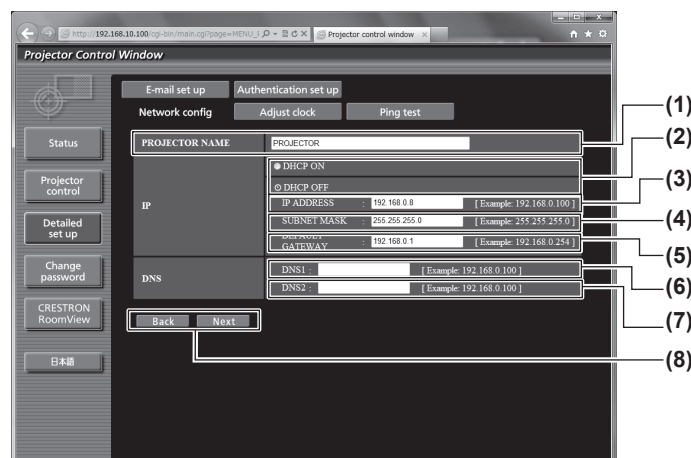 http://192.168.10.100/cgi-bin/main.cgi?page=MENU_I
Projector control window
Projector Control Window
E-mail set up
Authentication set up
Network config
Adjust clock
Ping test
Status
Projector control
Detailed set up
Change password
CRESTRON RoomView
日本語
PROJECTOR NAME
PROJECTOR
IP
DHCP ON
DHCP OFF
IP ADDRESS : 192.168.0.8 [ Example: 192.168.0.100 ]
SUBNET MASK : 255.255.255.0 [ Example: 255.255.255.0 ]
DEFAULT GATEWAY : 192.168.0.1 [ Example: 192.168.0.254 ]
DNS
DNS1 : [ Example: 192.168.0.100 ]
DNS2 : [ Example: 192.168.0.100 ]
Back
Next
(1)
(2)
(3)
(4)
(5)
(6)
(7)
(8)